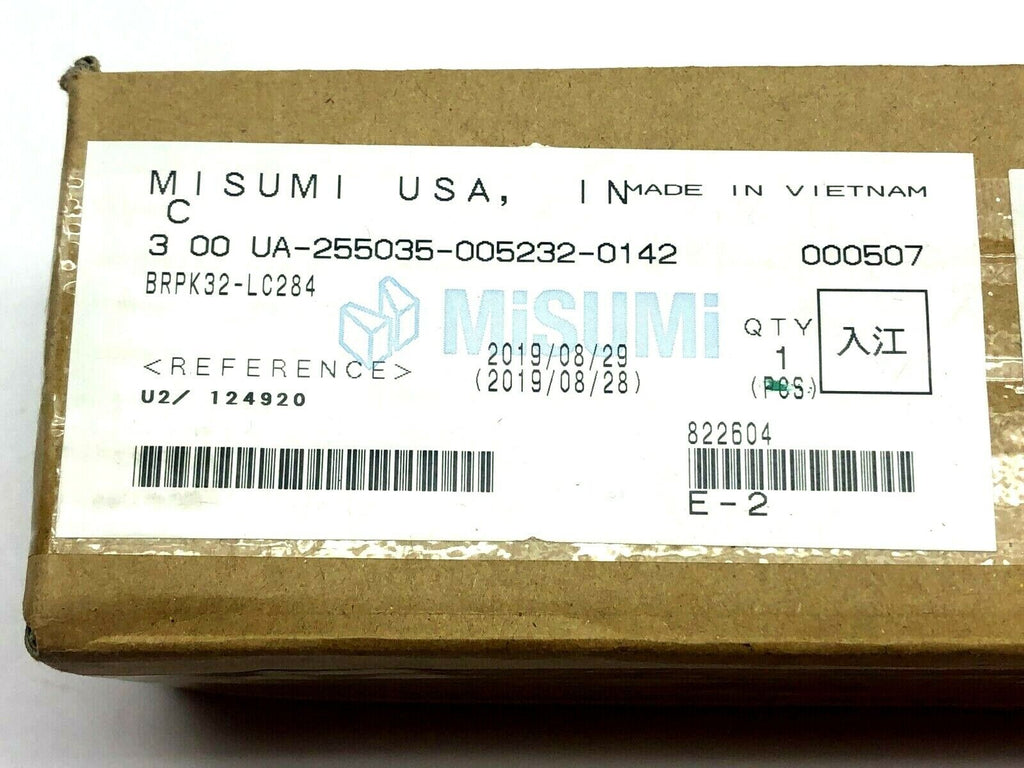 MISUMI USA, IN
C
MADE IN VIETNAM
3 00 UA-255035-005232-0142 000507
BRPK32-LC284
MiSUMi
QTY
1
(PCS)
入江
<REFERENCE>
2019/08/29
(2019/08/28)
U2/ 124920
822604
E-2